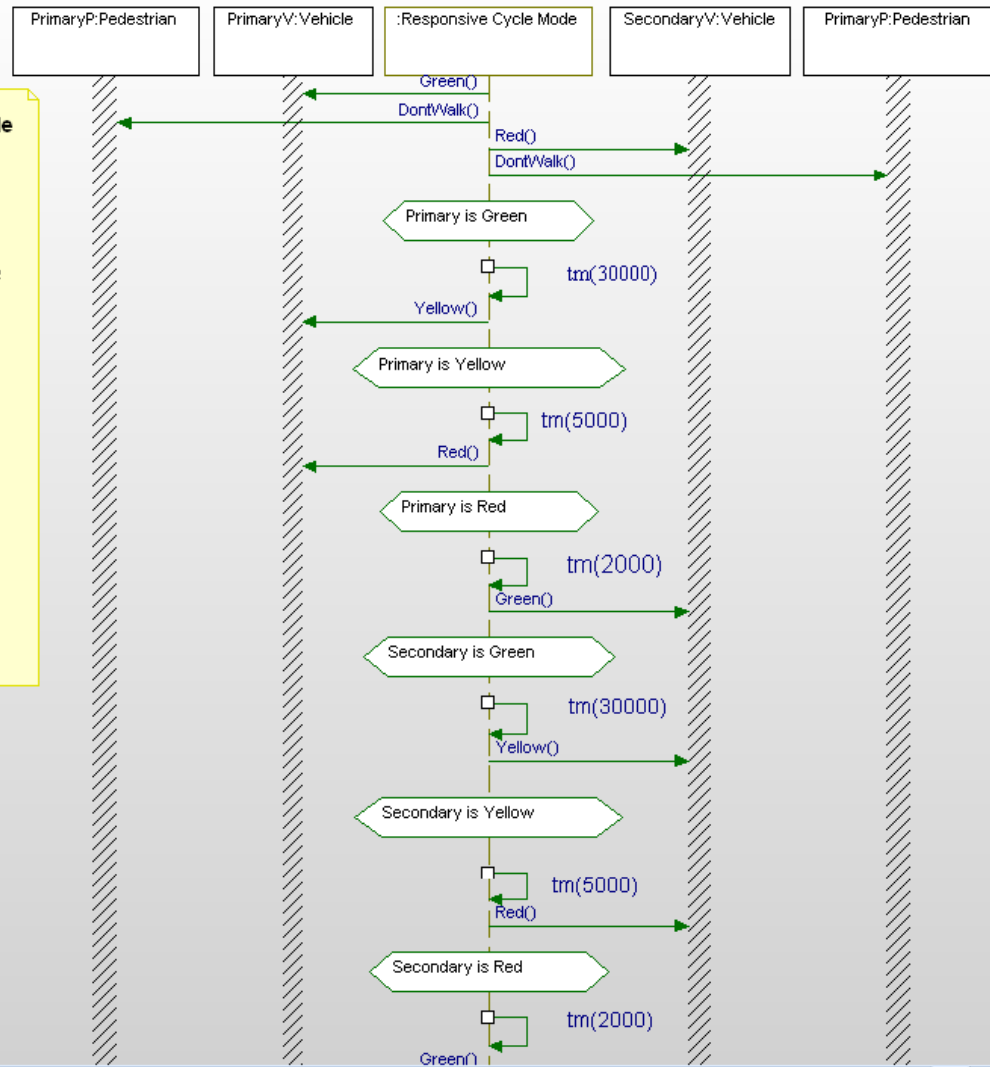 PrimaryP:Pedestrian
PrimaryV:Vehicle
:Responsive Cycle Mode
SecondaryV:Vehicle
PrimaryP:Pedestrian
Green()
DontWalk()
Red()
DontWalk()
Primary is Green
tm(30000)
Yellow()
Primary is Yellow
tm(5000)
Red()
Primary is Red
tm(2000)
Green()
Secondary is Green
tm(30000)
Yellow()
Secondary is Yellow
tm(5000)
Red()
Secondary is Red
tm(2000)
Green()